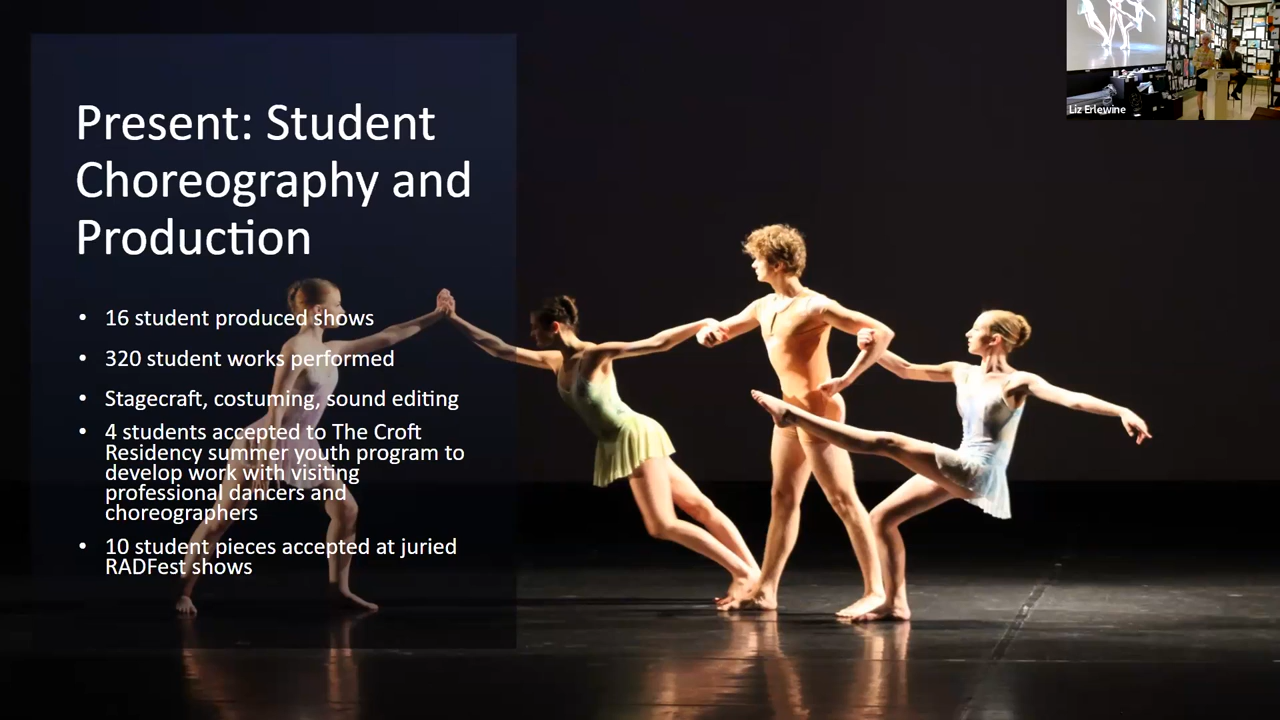 Present: Student
Choreography and
Production
• 16 student produced shows
• 320 student works performed
• Stagecraft, costuming, sound editing
• 4 students accepted to The Croft
Residency summer youth program to
develop work with visiting
professional dancers and
choreographers
• 10 student pieces accepted at juried
RADFest shows
Liz Erlewine